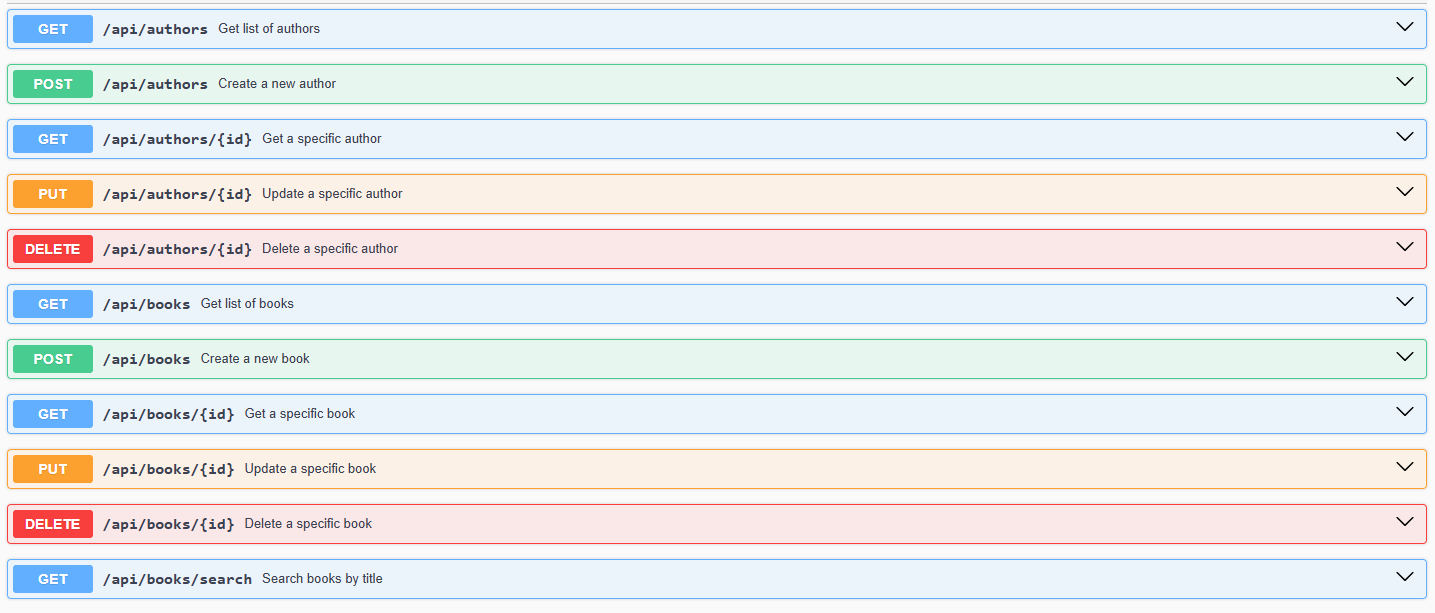 GET /api/authors Get list of authors
POST /api/authors Create a new author
GET /api/authors/{id} Get a specific author
PUT /api/authors/{id} Update a specific author
DELETE /api/authors/{id} Delete a specific author
GET /api/books Get list of books
POST /api/books Create a new book
GET /api/books/{id} Get a specific book
PUT /api/books/{id} Update a specific book
DELETE /api/books/{id} Delete a specific book
GET /api/books/search Search books by title